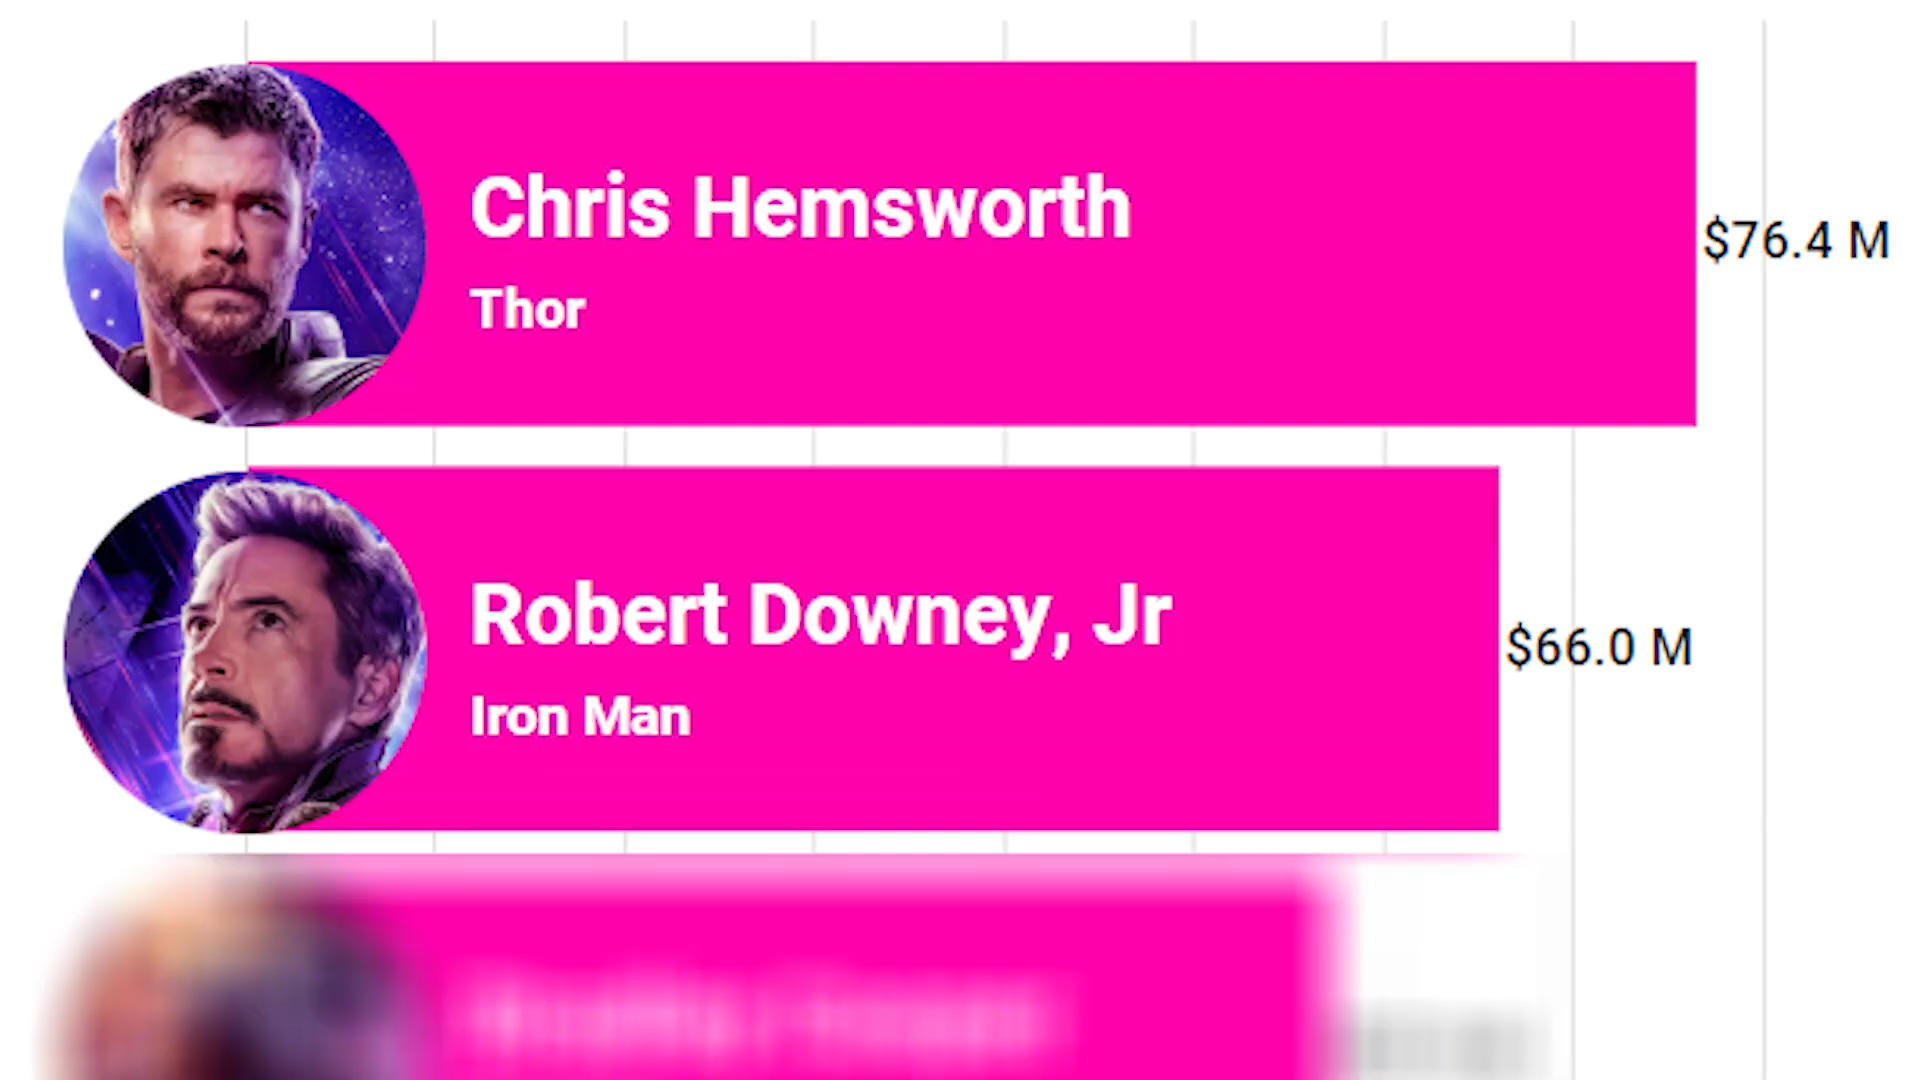 Chris Hemsworth
Thor
$76.4 M
Robert Downey, Jr
Iron Man
$66.0 M